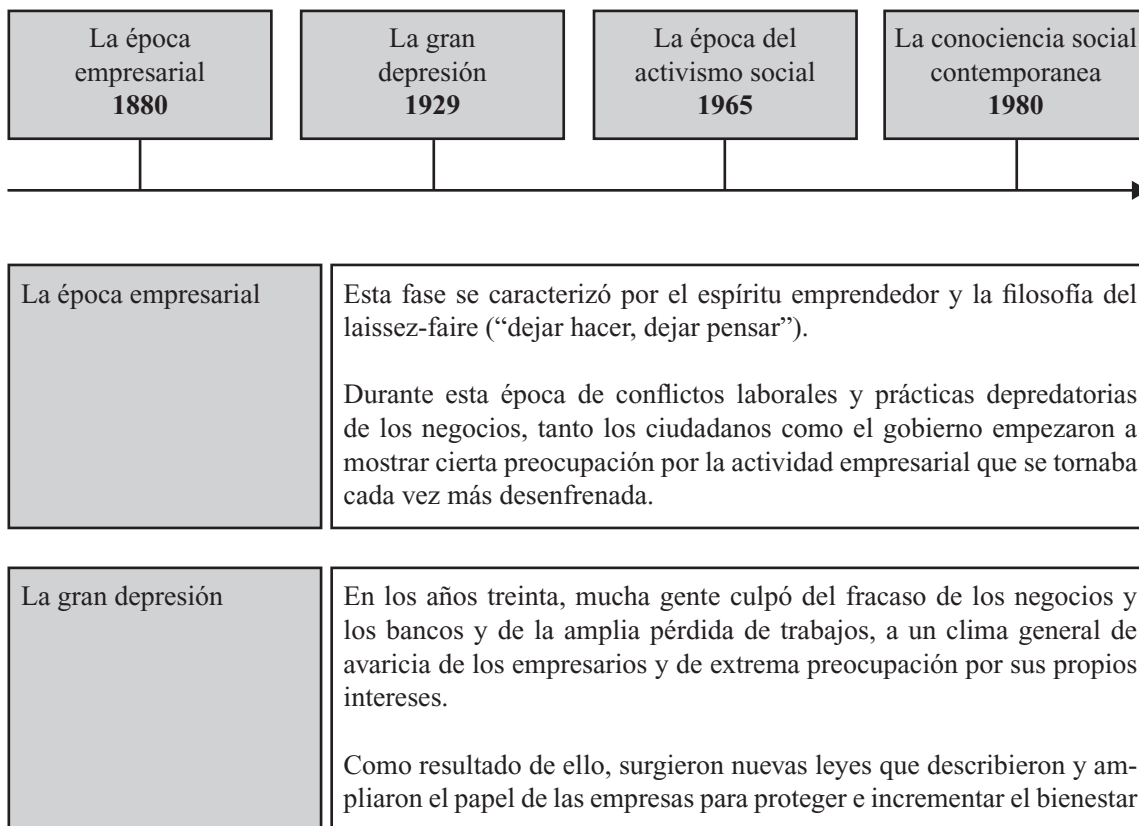 La época
empresarial
1880
La gran
depresión
1929
La época del
activismo social
1965
La conociencia social
contemporanea
1980
La época empresarial
Esta fase se caracterizó por el espíritu emprendedor y la filosofía del
laissez-faire (“dejar hacer, dejar pensar”).
Durante esta época de conflictos laborales y prácticas depredatorias
de los negocios, tanto los ciudadanos como el gobierno empezaron a
mostrar cierta preocupación por la actividad empresarial que se tornaba
cada vez más desenfrenada.
La gran depresión
En los años treinta, mucha gente culpó del fracaso de los negocios y
los bancos y de la amplia pérdida de trabajos, a un clima general de
avaricia de los empresarios y de extrema preocupación por sus propios
intereses.
Como resultado de ello, surgieron nuevas leyes que describieron y am-
pliaron el papel de las empresas para proteger e incrementar el bienestar